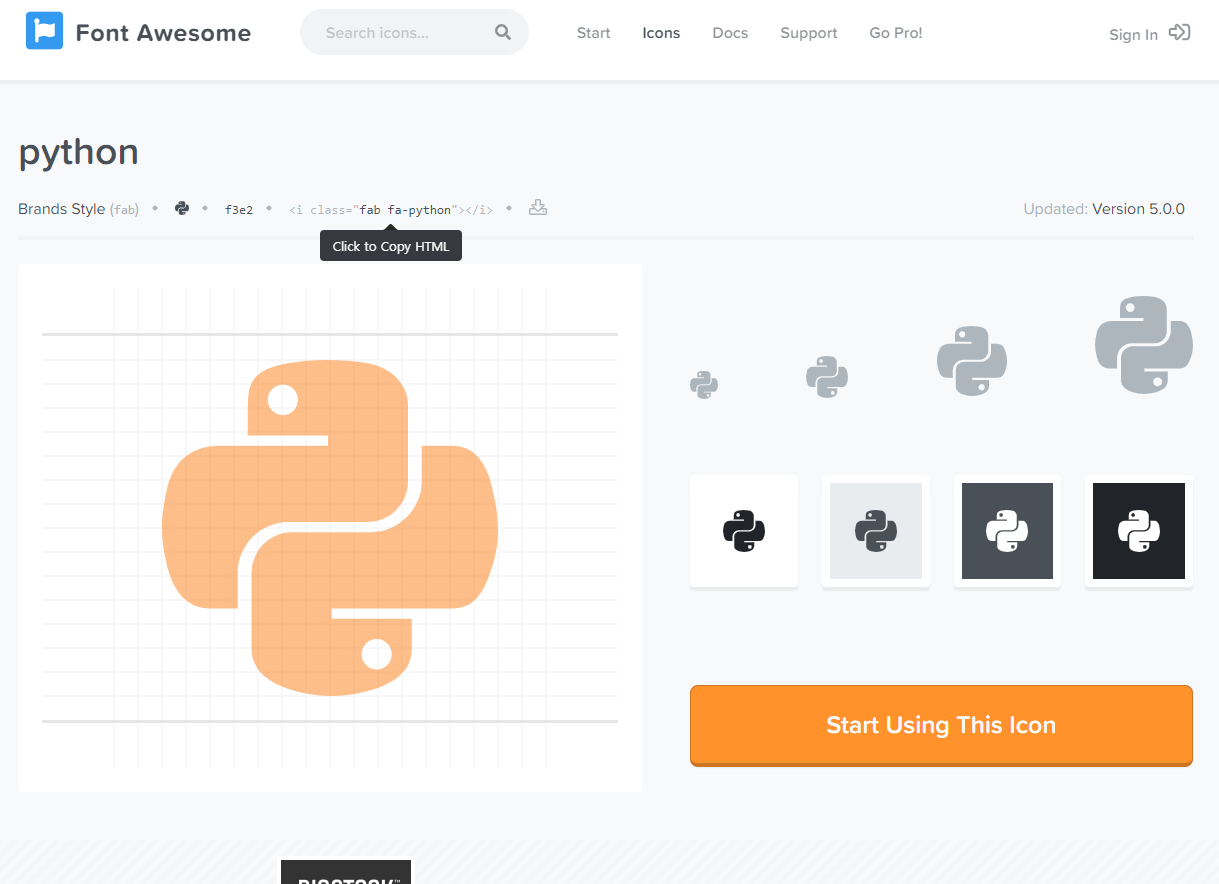 Font Awesome
Search icons...
Start Icons Docs Support Go Pro!
Sign In
python
Brands Style (fab) • • f3e2 • <i class="fab fa-python"></i> •
Updated: Version 5.0.0
Click to Copy HTML
Start Using This Icon